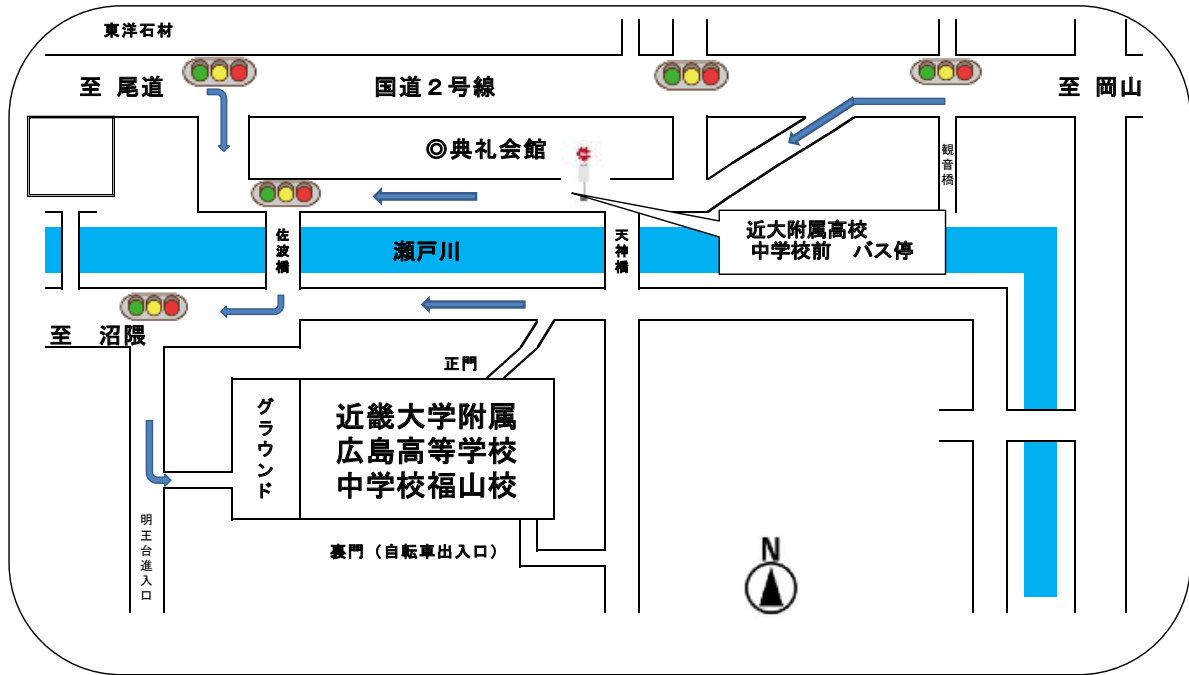 東洋石材
至 尾道
国道２号線
至 岡山
◎典礼会館
観音橋
近大附属高校
中学校前 バス停
佐波橋
瀬戸川
天神橋
至 沼隈
正門
グラウンド
近畿大学附属
広島高等学校
中学校福山校
明王台進入口
裏門（自転車出入口）
N